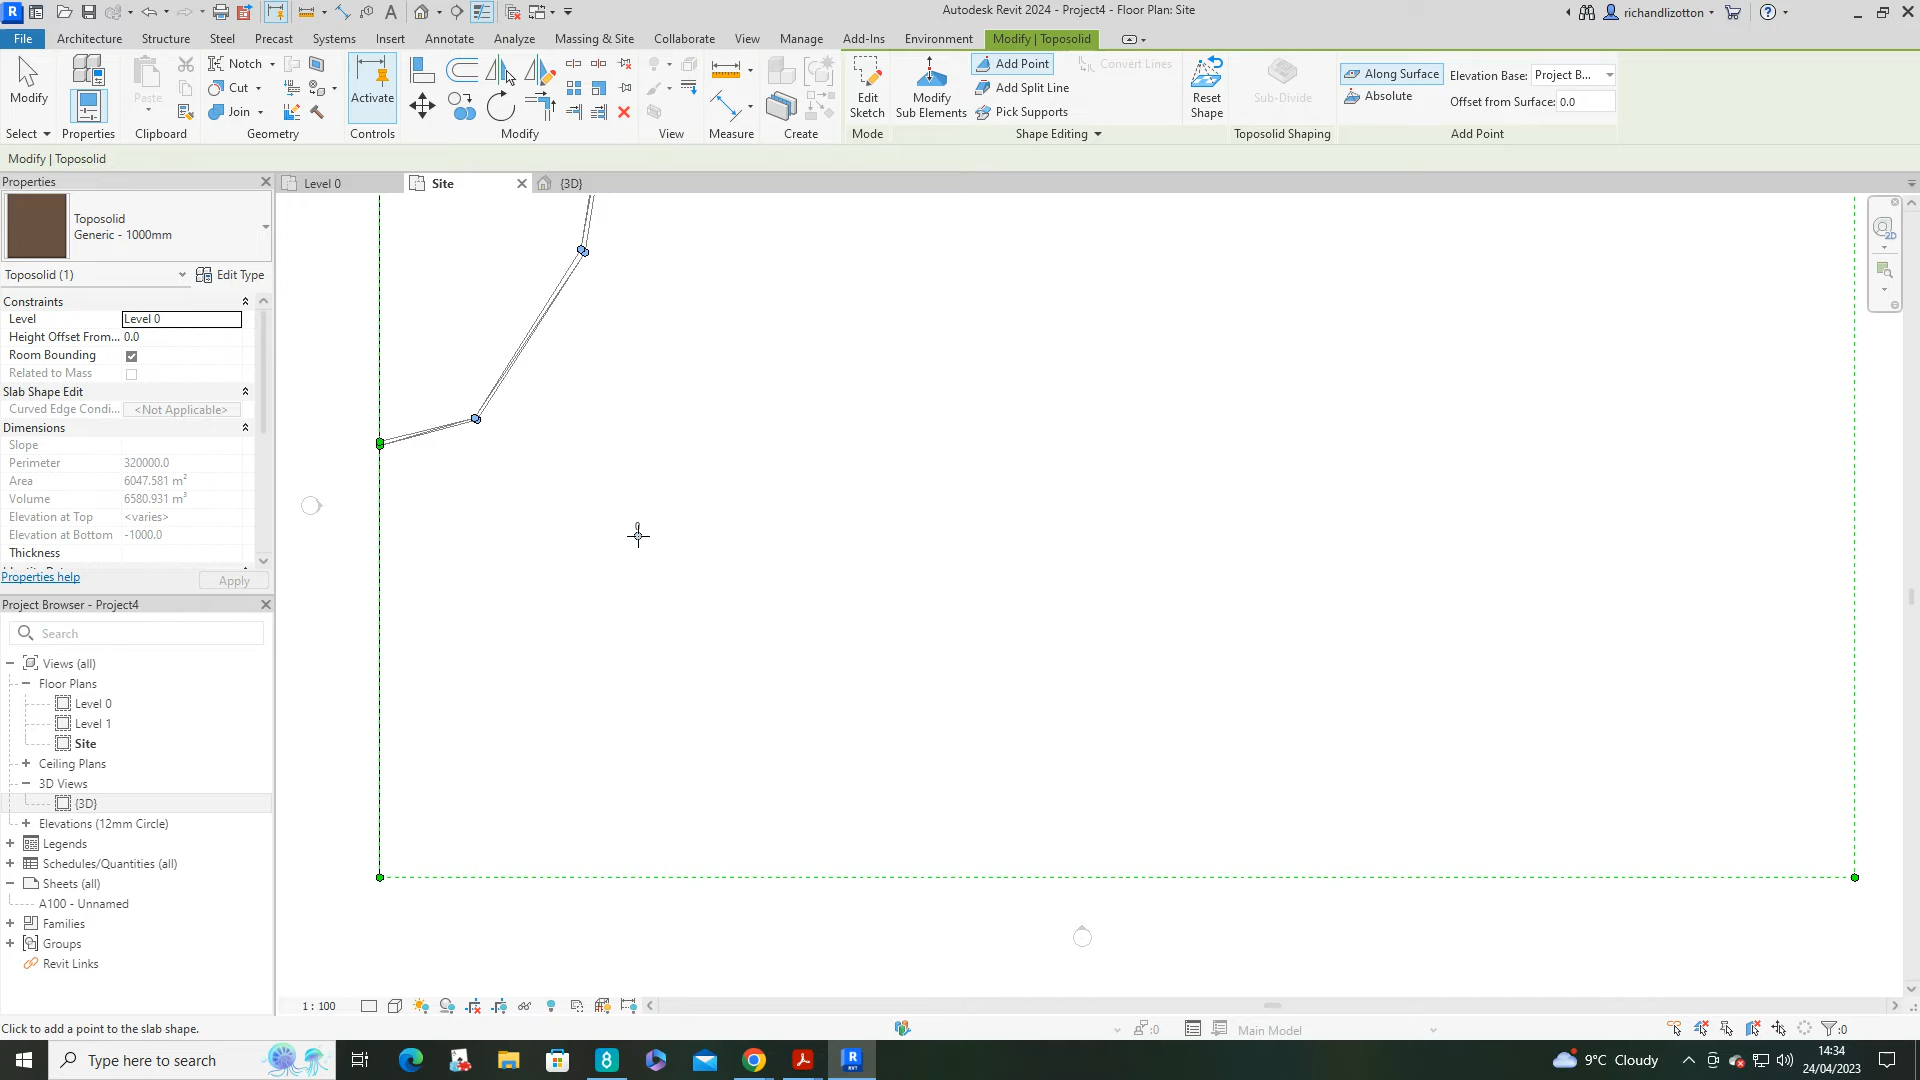 Autodesk Revit 2024 - Project4 - Floor Plan: Site
richandlizotton
File Architecture Structure Steel Precast Systems Insert Annotate Analyze Massing & Site Collaborate View Manage Add-Ins Environment Modify | Toposolid
Modify
Paste
Notch
Cut
Join
Activate
Edit
Sketch
Modify
Sub Elements
Add Point
Convert Lines
Add Split Line
Pick Supports
Reset
Shape
Sub-Divide
Along Surface
Absolute
Elevation Base: Project B...
Offset from Surface: 0.0
Select Properties Clipboard Geometry Controls Modify View Measure Create Mode Shape Editing Toposolid Shaping Add Point
Modify | Toposolid
Properties
Level 0 Site {3D}
Toposolid
Generic - 1000mm
Toposolid (1) Edit Type
Constraints
Level Level 0
Height Offset From... 0.0
Room Bounding
Related to Mass
Slab Shape Edit
Curved Edge Condi... <Not Applicable>
Dimensions
Slope
Perimeter 320000.0
Area 6047.581 m²
Volume 6580.931 m³
Elevation at Top <varies>
Elevation at Bottom -1000.0
Thickness
Properties help Apply
Project Browser - Project4
Search
Views (all)
Floor Plans
Level 0
Level 1
Site
Ceiling Plans
3D Views
{3D}
Elevations (12mm Circle)
Legends
Schedules/Quantities (all)
Sheets (all)
A100 - Unnamed
Families
Groups
Revit Links
2D
1 : 100
Click to add a point to the slab shape.
:0
Main Model
:0
Type here to search
9°C Cloudy
14:34
24/04/2023